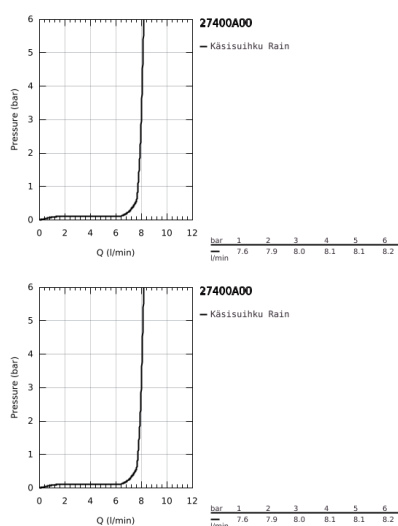 27400A00
Käsisuihku Rain
6
5
4
3
2
1
0
Pressure (bar)
0 2 4 6 8 10 12
Q (l/min)
bar 1 2 3 4 5 6
l/min 7.6 7.9 8.0 8.1 8.1 8.2
27400A00
Käsisuihku Rain
6
5
4
3
2
1
0
Pressure (bar)
0 2 4 6 8 10 12
Q (l/min)
bar 1 2 3 4 5 6
l/min 7.6 7.9 8.0 8.1 8.1 8.2